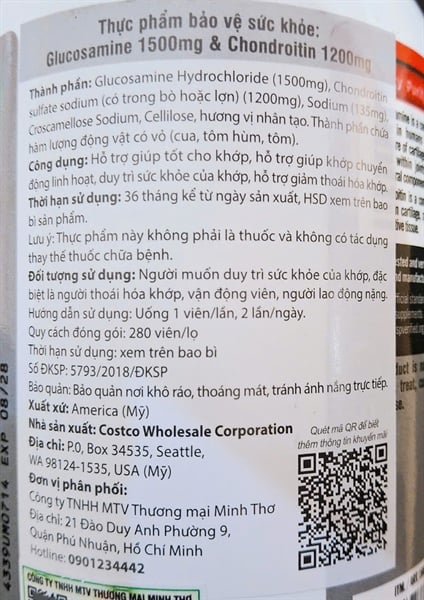 Thực phẩm bảo vệ sức khỏe:
Glucosamine 1500mg & Chondroitin 1200mg
Thành phần: Glucosamine Hydrochloride (1500mg), Chondroitin
sulfate sodium (có trong bò hoặc lợn) (1200mg), Sodium (135mg),
Croscamellose Sodium, Cellilose, hương vị nhân tạo. Thành phần chứa
hàm lượng động vật có vỏ (cua, tôm hùm, tôm).
Công dụng: Hỗ trợ giúp tốt cho khớp, hỗ trợ giúp khớp chuyển
động linh hoạt, duy trì sức khỏe của khớp, hỗ trợ giảm thoái hóa khớp.
Thời hạn sử dụng: 36 tháng kể từ ngày sản xuất, HSD xem trên bao
bì sản phẩm.
Lưu ý: Thực phẩm này không phải là thuốc và không có tác dụng
thay thế thuốc chữa bệnh.
Đối tượng sử dụng: Người muốn duy trì sức khỏe của khớp, đặc
biệt là người thoái hóa khớp, vận động viên, người lao động nặng.
Hướng dẫn sử dụng: Uống 1 viên/lần, 2 lần/ngày.
Quy cách đóng gói: 280 viên/lọ
Thời hạn sử dụng: xem trên bao bì
Số ĐKSP: 5793/2018/ĐKSP
Bảo quản: Bảo quản nơi khô ráo, thoáng mát, tránh ánh nắng trực tiếp.
Xuất xứ: America (Mỹ)
Nhà sản xuất: Costco Wholesale Corporation
Địa chỉ: P.O, Box 34535, Seattle,
WA 98124-1535, USA (Mỹ)
Đơn vị phân phối:
Công ty TNHH MTV Thương mại Minh Thơ
Địa chỉ: 21 Đào Duy Anh Phường 9,
Quận Phú Nhuận, Hồ Chí Minh
Hotline: 0901234442
Quét mã QR để biết
thêm thông tin khuyến mãi
CÔNG TY TNHH MTV THƯƠNG MẠI MINH THƠ
4339UM0714 EXP 08/28